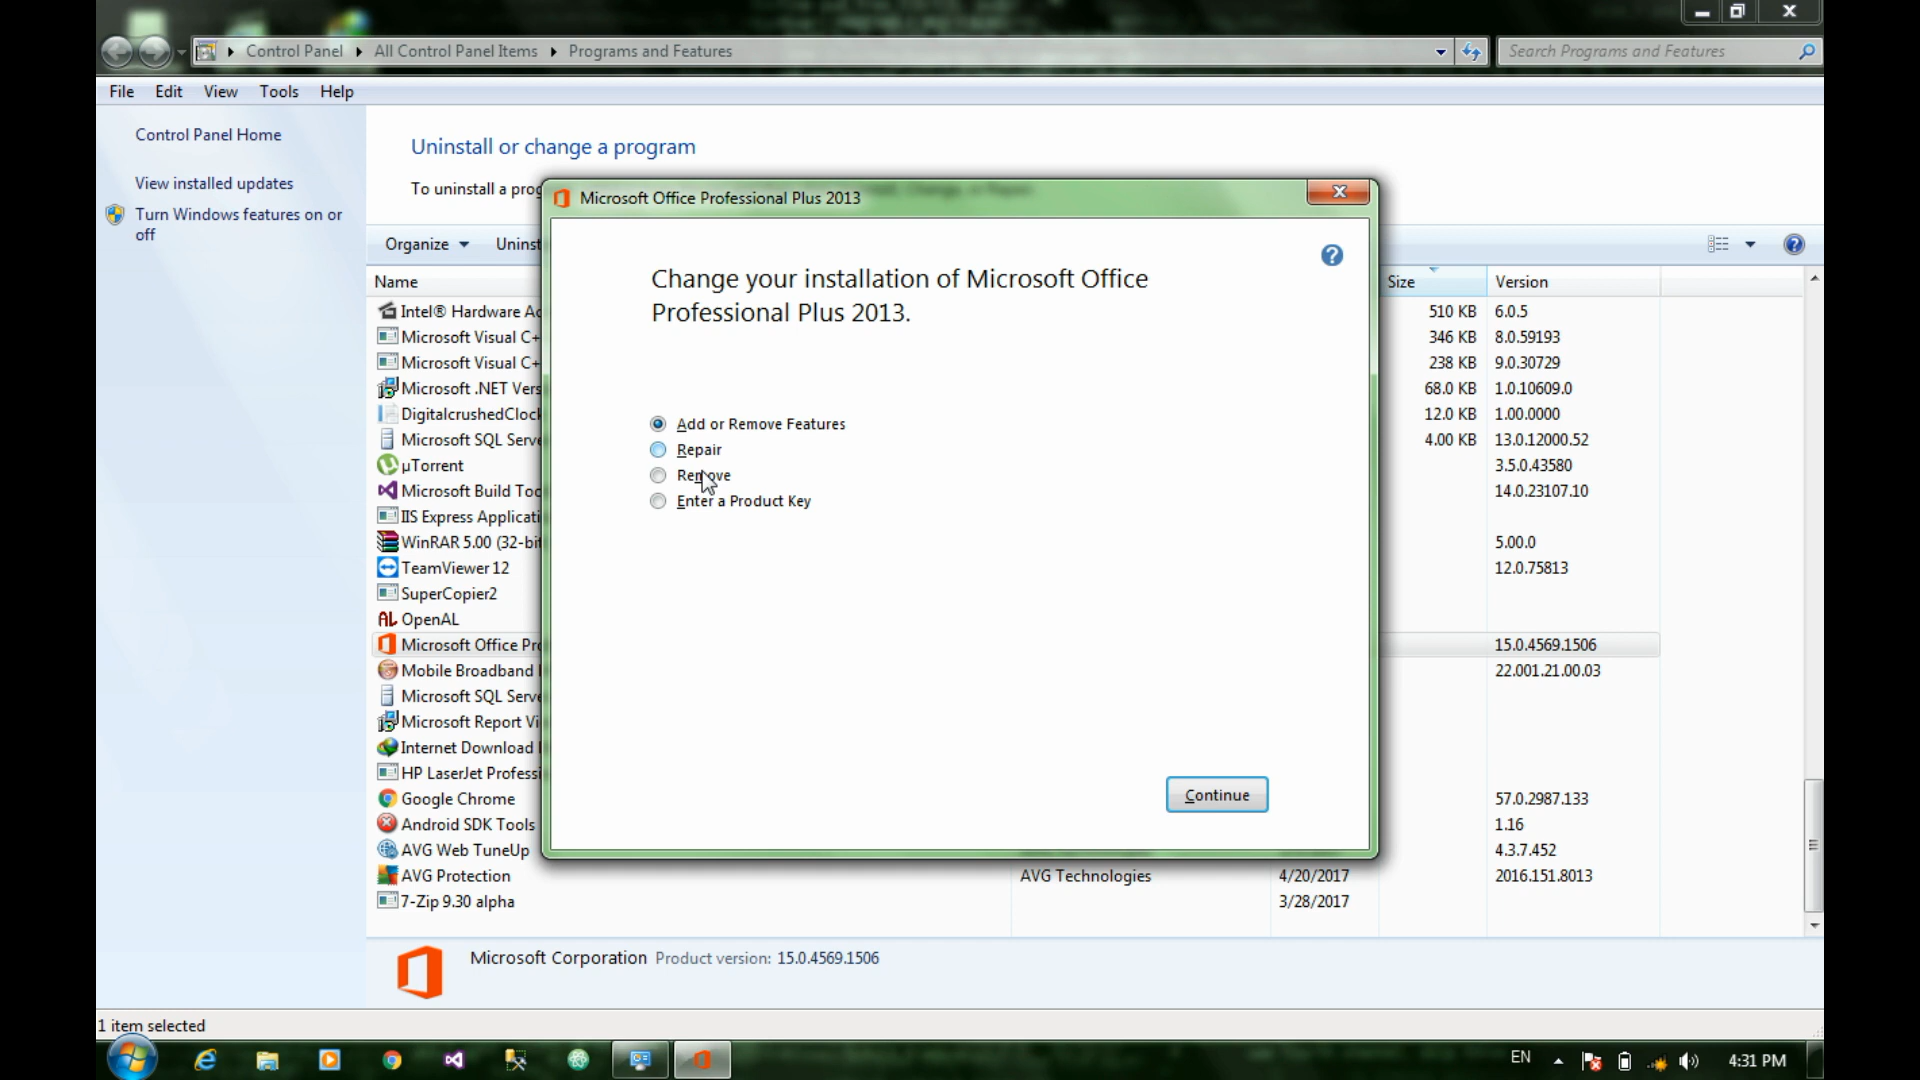 Control Panel
All Control Panel Items
Programs and Features
Search Programs and Features
File
Edit
View
Tools
Help
Control Panel Home
View installed updates
Turn Windows features on or
off
Uninstall or change a program
To uninstall a prog
Organize
Uninst
Name
Size
Version
Intel® Hardware Ac
510 KB
6.0.5
Microsoft Visual C+
346 KB
8.0.59193
Microsoft Visual C+
238 KB
9.0.30729
Microsoft .NET Vers
68.0 KB
1.0.10609.0
DigitalcrushedClock
12.0 KB
1.00.0000
Microsoft SQL Serve
4.00 KB
13.0.12000.52
µTorrent
3.5.0.43580
Microsoft Build Too
14.0.23107.10
IIS Express Applicati
WinRAR 5.00 (32-bit
5.00.0
TeamViewer 12
12.0.75813
SuperCopier2
OpenAL
Microsoft Office Pro
15.0.4569.1506
Mobile Broadband
22.001.21.00.03
Microsoft SQL Serve
Microsoft Report Vi
Internet Download
HP LaserJet Professi
Google Chrome
57.0.2987.133
Android SDK Tools
1.16
AVG Web TuneUp
4.3.7.452
AVG Protection
AVG Technologies
4/20/2017
2016.151.8013
7-Zip 9.30 alpha
3/28/2017
Microsoft Office Professional Plus 2013
Change your installation of Microsoft Office
Professional Plus 2013.
Add or Remove Features
Repair
Remove
Enter a Product Key
Continue
Microsoft Corporation Product version: 15.0.4569.1506
1 item selected
EN
4:31 PM